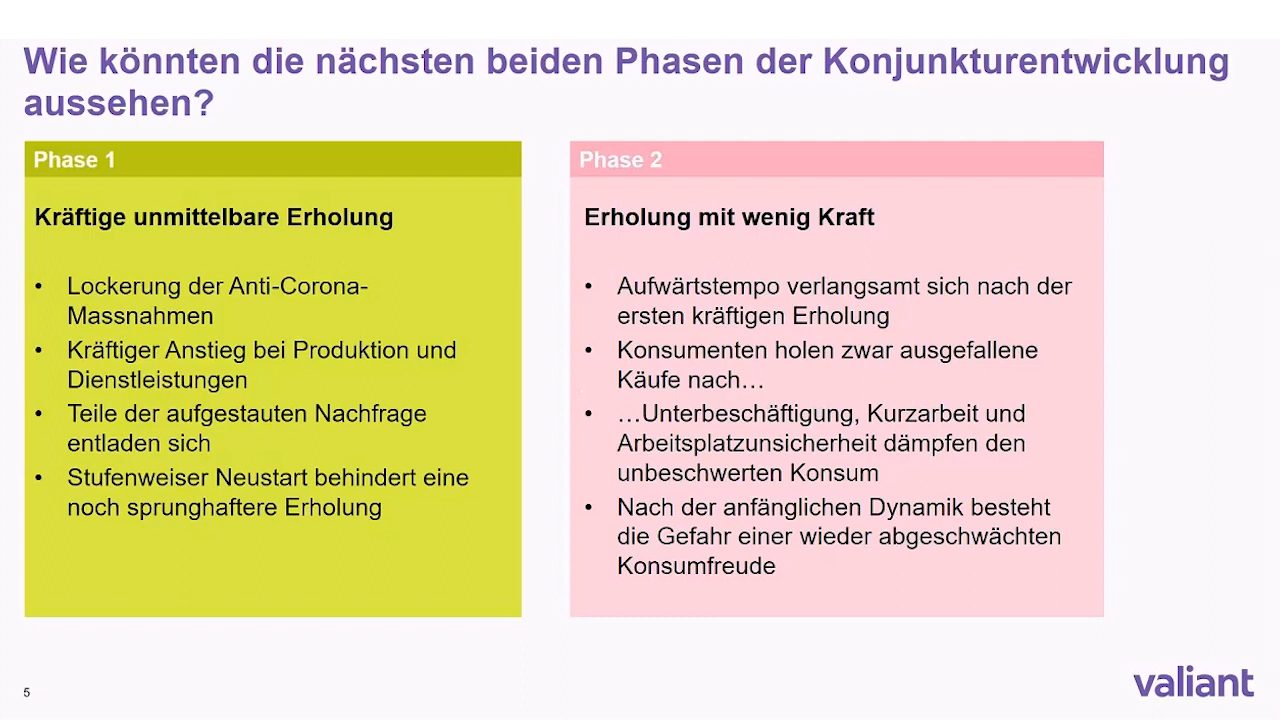 Wie könnten die nächsten beiden Phasen der Konjunkturentwicklung
aussehen?
Phase 1
Kräftige unmittelbare Erholung
• Lockerung der Anti-Corona-
Massnahmen
• Kräftiger Anstieg bei Produktion und
Dienstleistungen
• Teile der aufgestauten Nachfrage
entladen sich
• Stufenweiser Neustart behindert eine
noch sprunghaftere Erholung
Phase 2
Erholung mit wenig Kraft
• Aufwärtstempo verlangsamt sich nach der
ersten kräftigen Erholung
• Konsumenten holen zwar ausgefallene
Käufe nach…
• …Unterbeschäftigung, Kurzarbeit und
Arbeitsplatzunsicherheit dämpfen den
unbeschwerten Konsum
• Nach der anfänglichen Dynamik besteht
die Gefahr einer wieder abgeschwächten
Konsumfreude
5
valiant